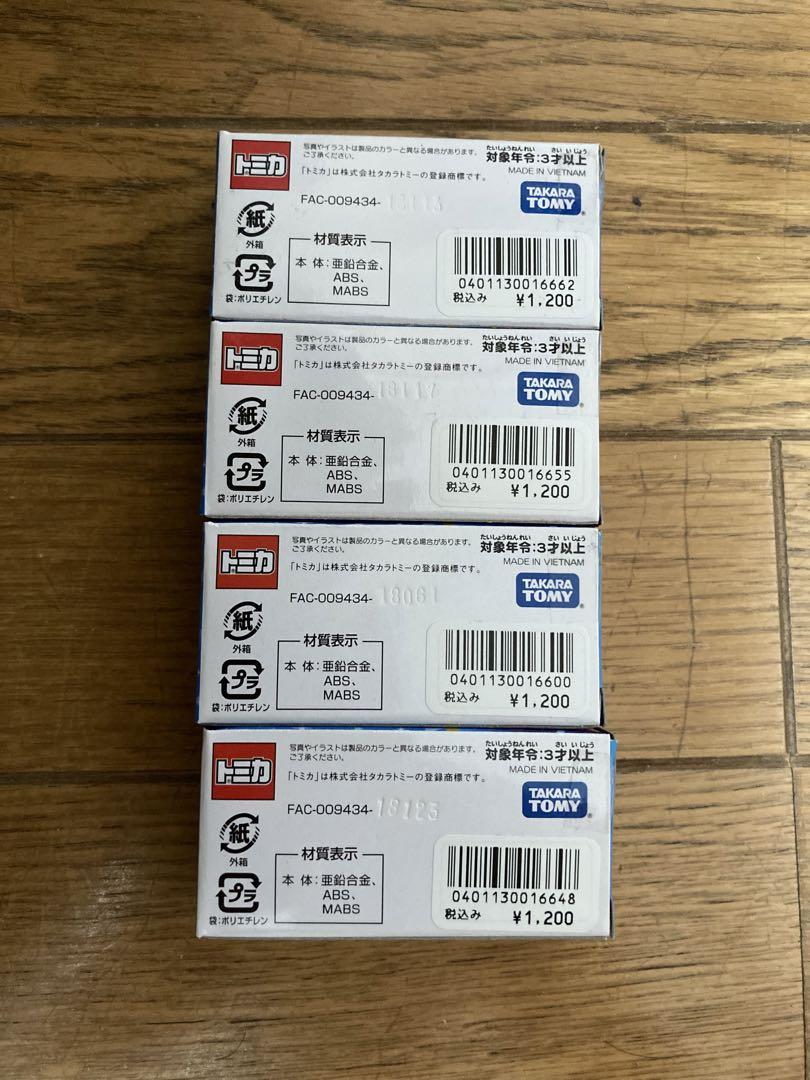 トミカ
写真やイラストは製品のカラーと異なる場合があります。
ご了承ください。
「トミカ」は株式会社タカラトミーの登録商標です。
たいしょうねんれい さい いじょう
対象年令:3才以上
MADE IN VIETNAM
TAKARA
TOMY
FAC-009434-
紙
外箱
プラ
袋:ポリエチレン
材質表示
本 体:亜鉛合金、
ABS、
MABS
0401130016662
税込み ¥1,200
トミカ
写真やイラストは製品のカラーと異なる場合があります。
ご了承ください。
「トミカ」は株式会社タカラトミーの登録商標です。
たいしょうねんれい さい いじょう
対象年令:3才以上
MADE IN VIETNAM
TAKARA
TOMY
FAC-009434-18117
紙
外箱
プラ
袋:ポリエチレン
材質表示
本 体:亜鉛合金、
ABS、
MABS
0401130016655
税込み ¥1,200
トミカ
写真やイラストは製品のカラーと異なる場合があります。
ご了承ください。
「トミカ」は株式会社タカラトミーの登録商標です。
たいしょうねんれい さい いじょう
対象年令:3才以上
MADE IN VIETNAM
TAKARA
TOMY
FAC-009434-18061
紙
外箱
プラ
袋:ポリエチレン
材質表示
本 体:亜鉛合金、
ABS、
MABS
0401130016600
税込み ¥1,200
トミカ
写真やイラストは製品のカラーと異なる場合があります。
ご了承ください。
「トミカ」は株式会社タカラトミーの登録商標です。
たいしょうねんれい さい いじょう
対象年令:3才以上
MADE IN VIETNAM
TAKARA
TOMY
FAC-009434-18123
紙
外箱
プラ
袋:ポリエチレン
材質表示
本 体:亜鉛合金、
ABS、
MABS
0401130016648
税込み ¥1,200